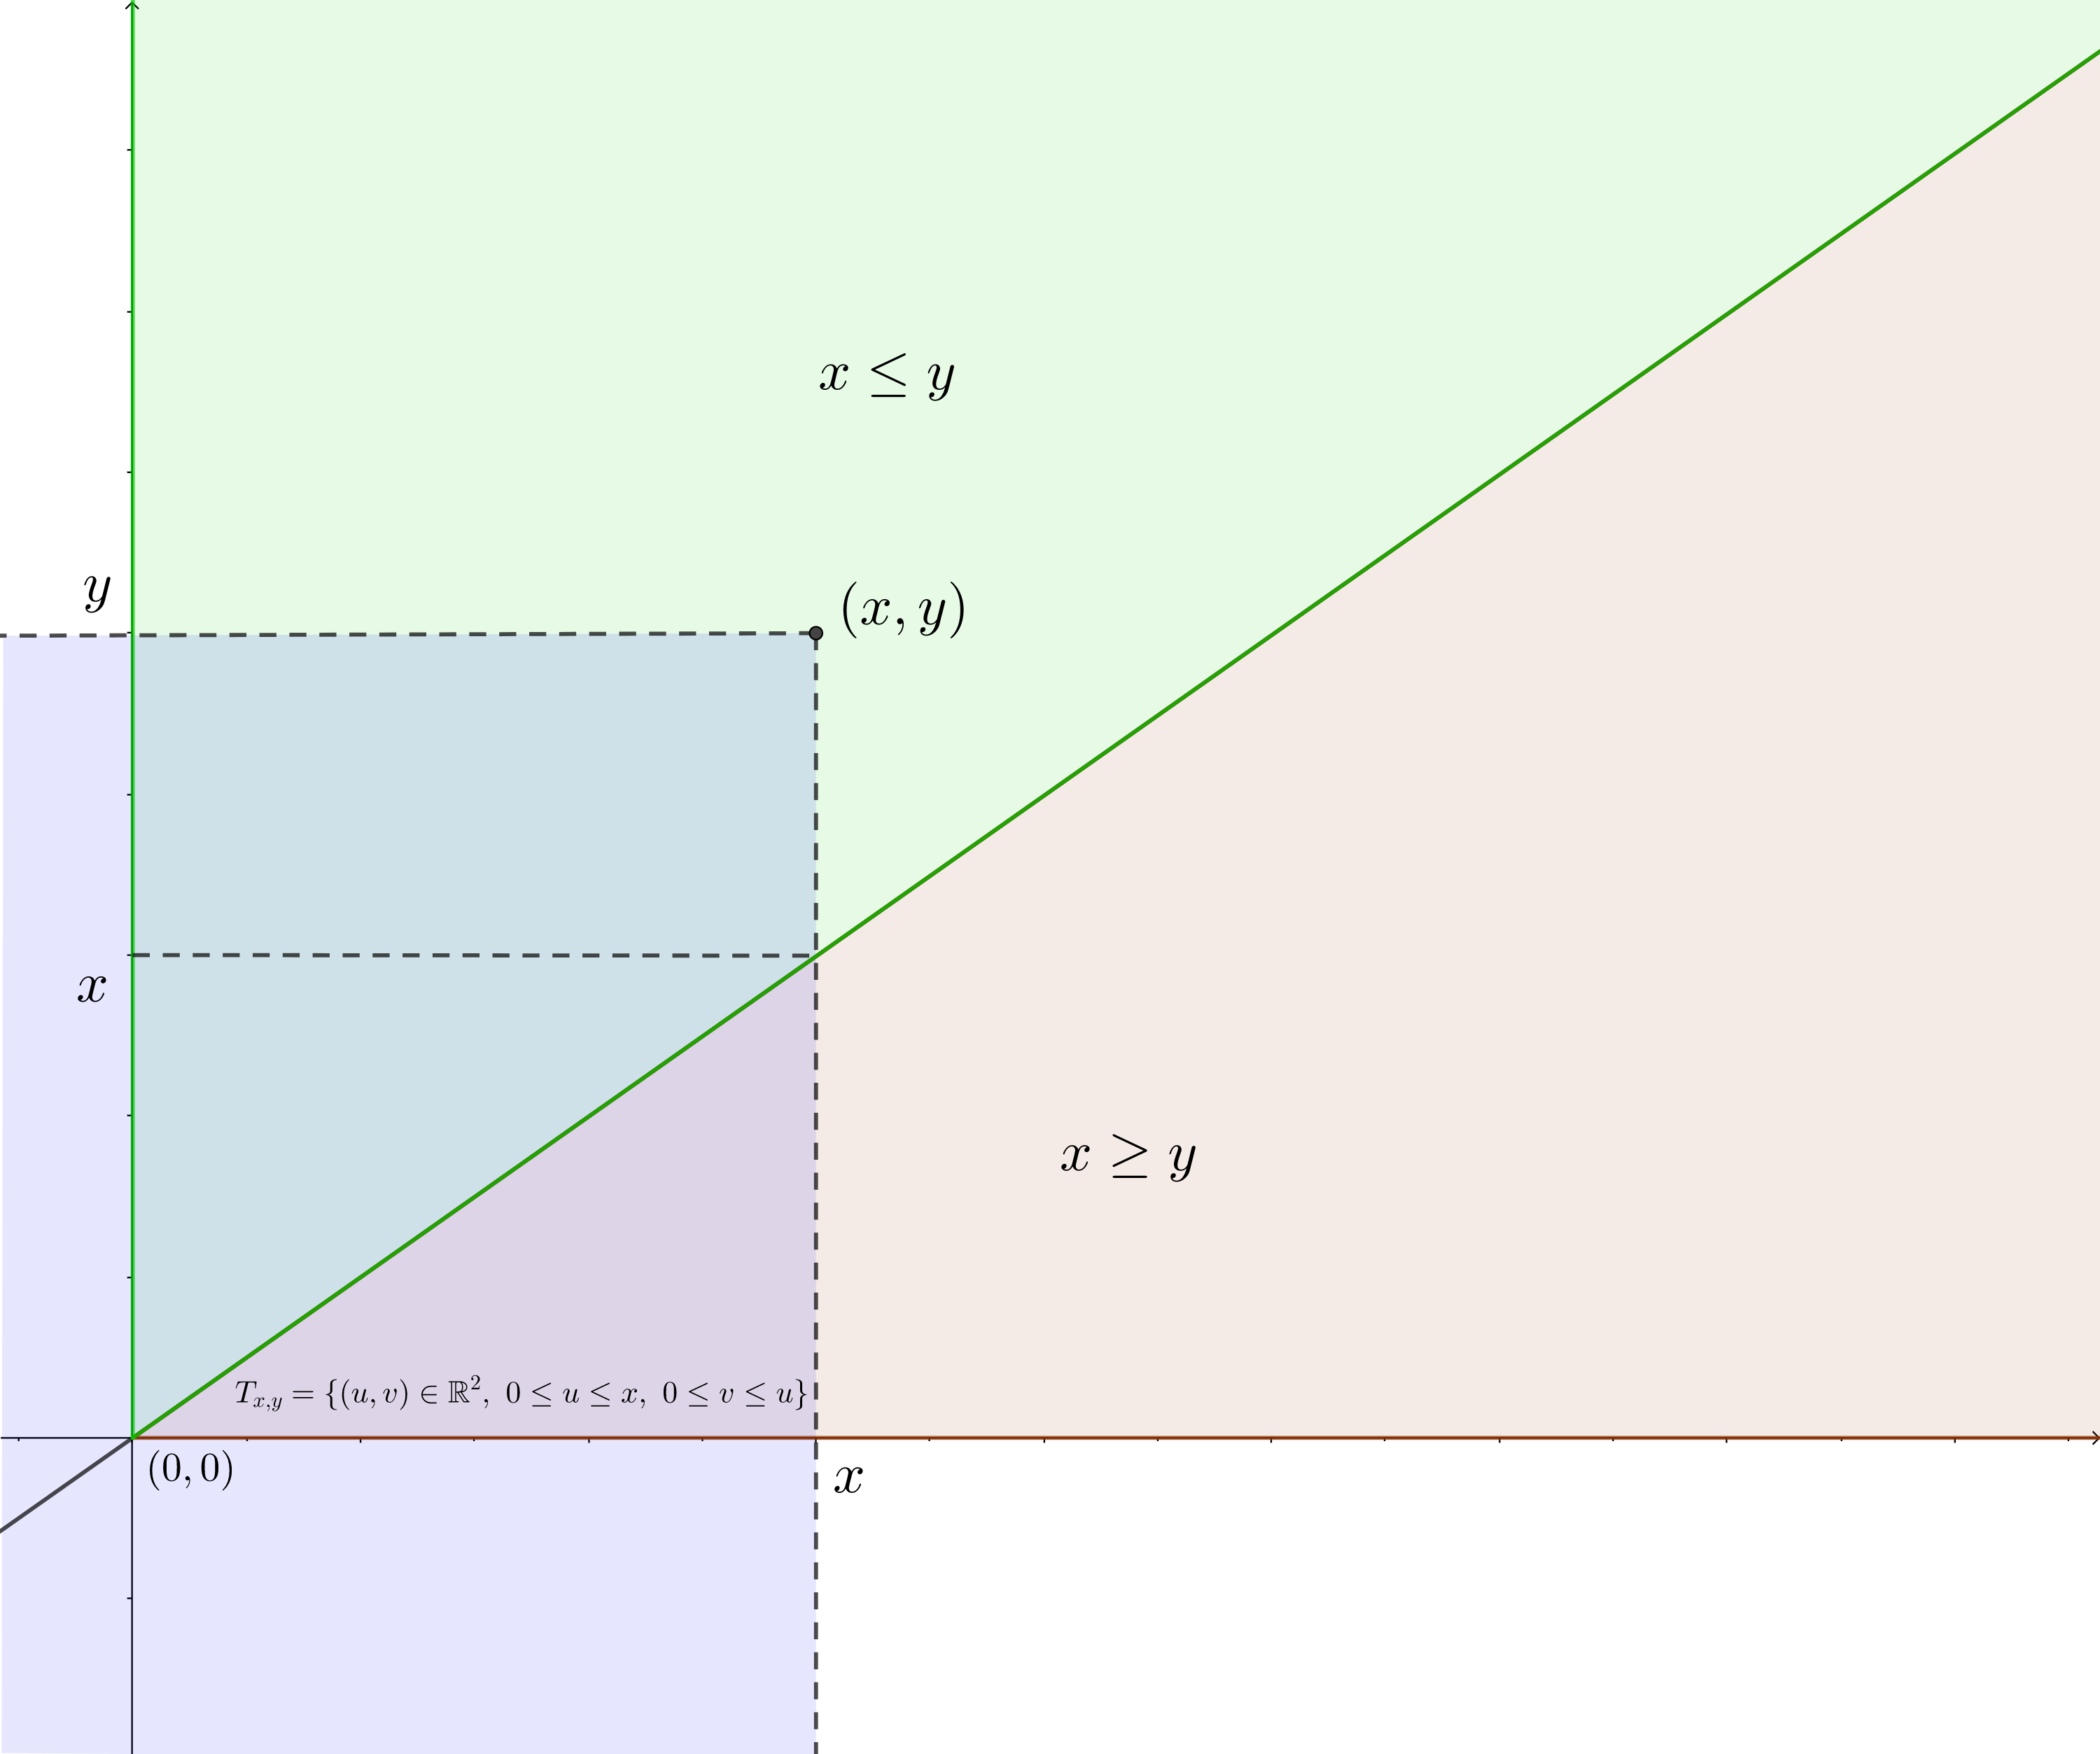 x ≤ y
y
(x, y)
x
x ≥ y
T_{x,y} = {(u, v) ∈ ℝ², 0 ≤ u ≤ x, 0 ≤ v ≤ u}
(0, 0)
x